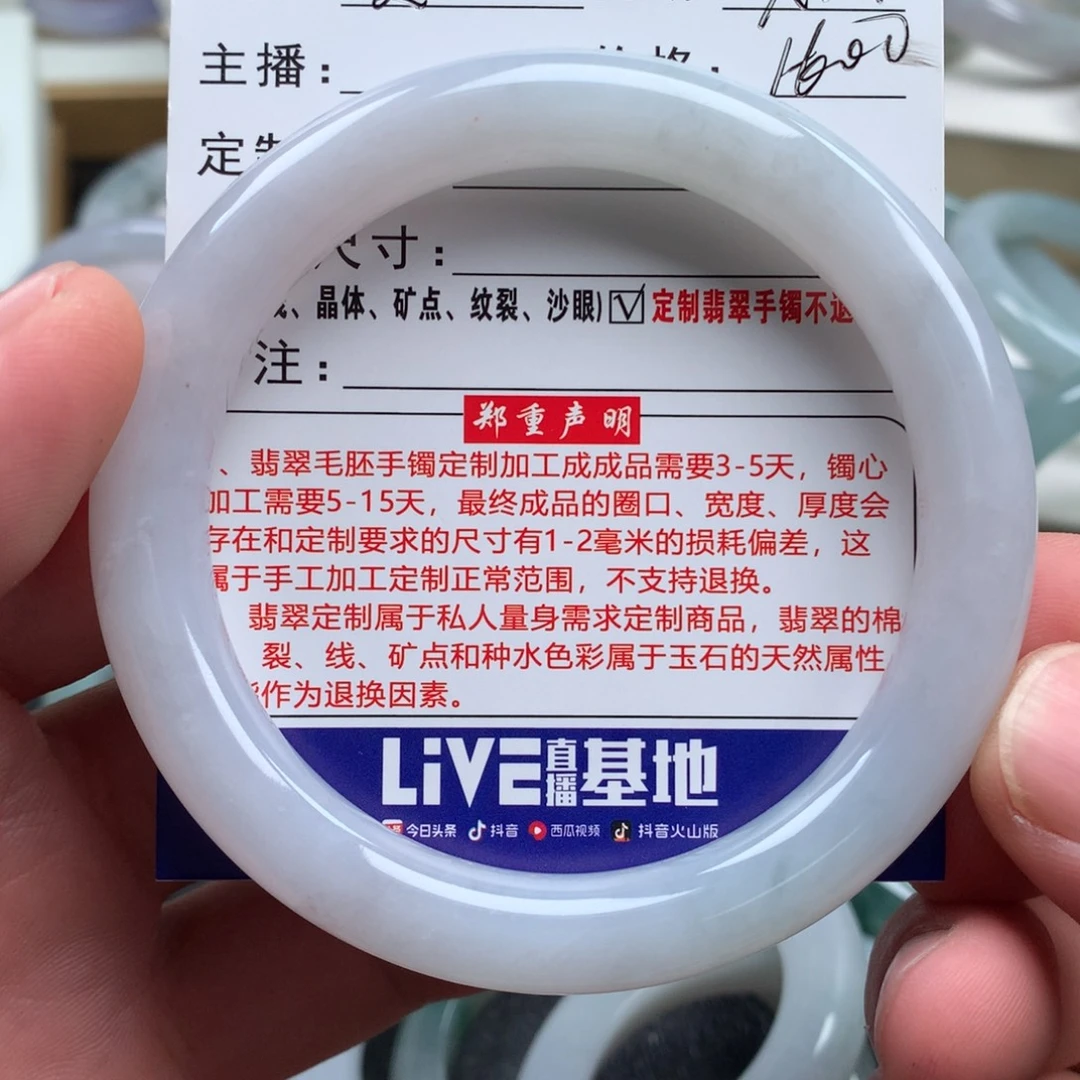 主播:
定制
尺寸:
、晶体、矿点、纹裂、沙眼)☑定制翡翠手镯不退
注:
郑重声明
、翡翠毛胚手镯定制加工成成品需要3-5天，镯心
加工需要5-15天，最终成品的圈口、宽度、厚度会
存在和定制要求的尺寸有1-2毫米的损耗偏差，这
属于手工加工定制正常范围，不支持退换。
翡翠定制属于私人量身需求定制商品，翡翠的棉
裂、线、矿点和种水色彩属于玉石的天然属性
作为退换因素。
LiVE直播基地
今日头条 抖音 西瓜视频 抖音火山版